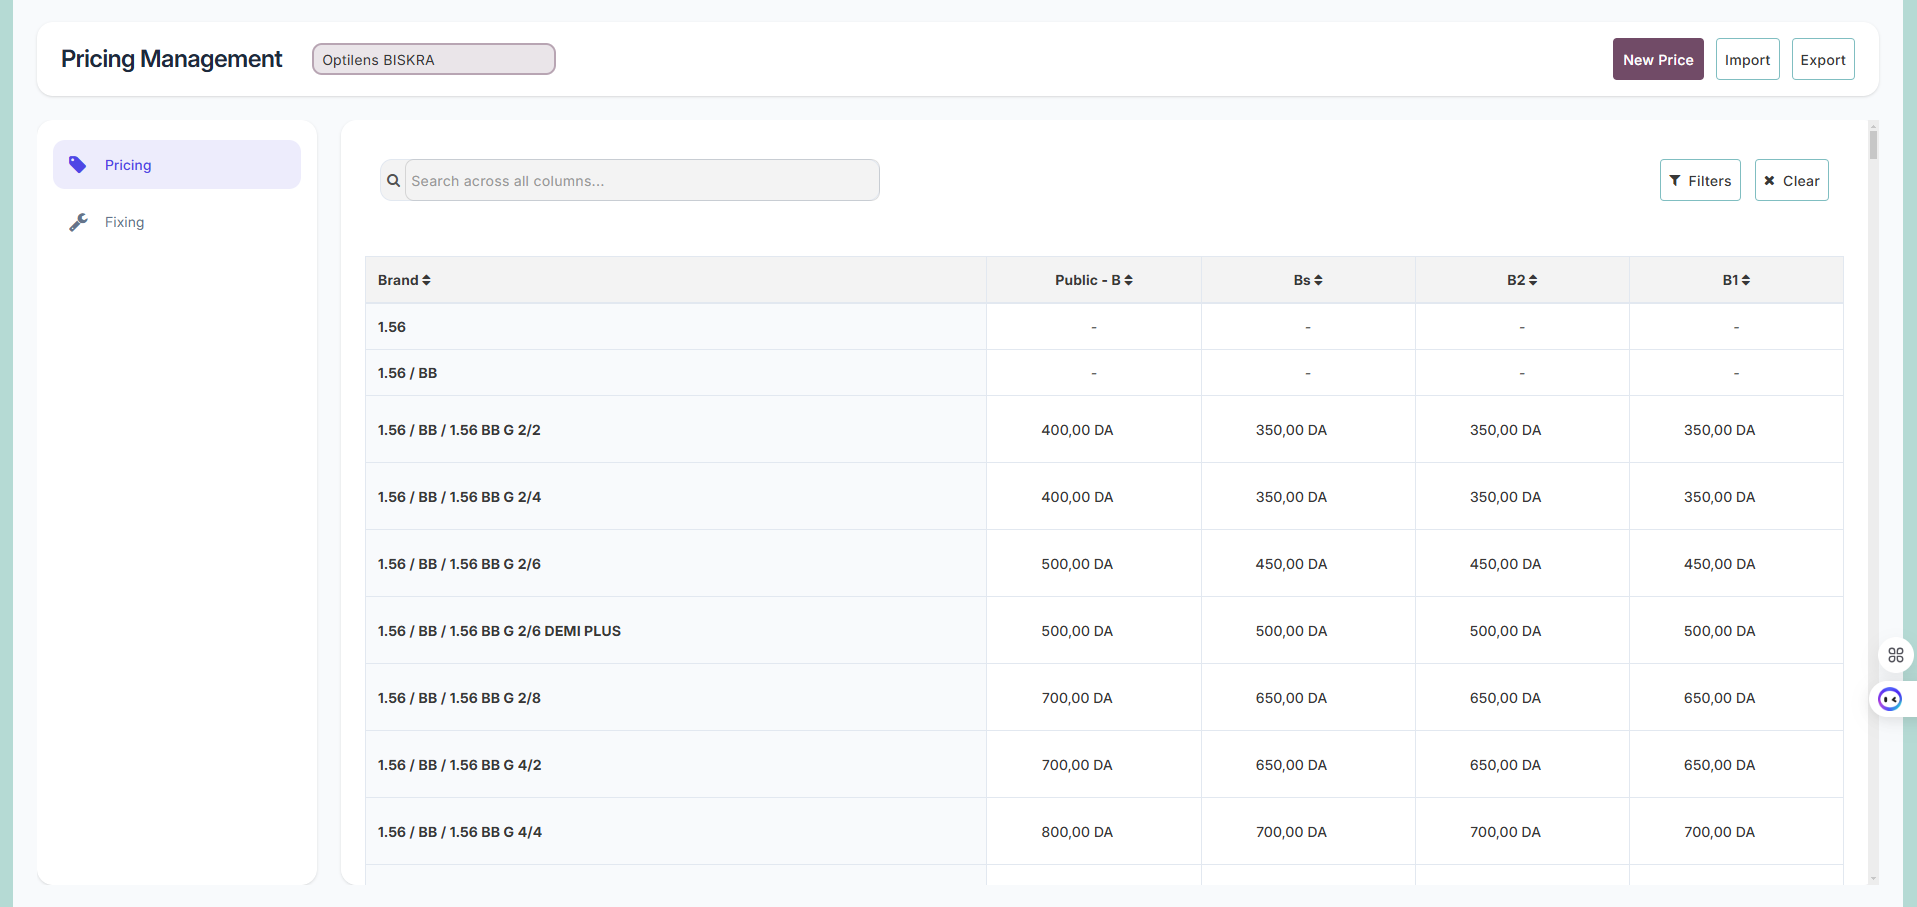 Pricing Management
Optilens BISKRA
New Price
Import
Export
Pricing
Fixing
Search across all columns...
Filters
Clear
Brand Public - B Bs B2 B1
1.56 - - - -
1.56 / BB - - - -
1.56 / BB / 1.56 BB G 2/2 400,00 DA 350,00 DA 350,00 DA 350,00 DA
1.56 / BB / 1.56 BB G 2/4 400,00 DA 350,00 DA 350,00 DA 350,00 DA
1.56 / BB / 1.56 BB G 2/6 500,00 DA 450,00 DA 450,00 DA 450,00 DA
1.56 / BB / 1.56 BB G 2/6 DEMI PLUS 500,00 DA 500,00 DA 500,00 DA 500,00 DA
1.56 / BB / 1.56 BB G 2/8 700,00 DA 650,00 DA 650,00 DA 650,00 DA
1.56 / BB / 1.56 BB G 4/2 700,00 DA 650,00 DA 650,00 DA 650,00 DA
1.56 / BB / 1.56 BB G 4/4 800,00 DA 700,00 DA 700,00 DA 700,00 DA